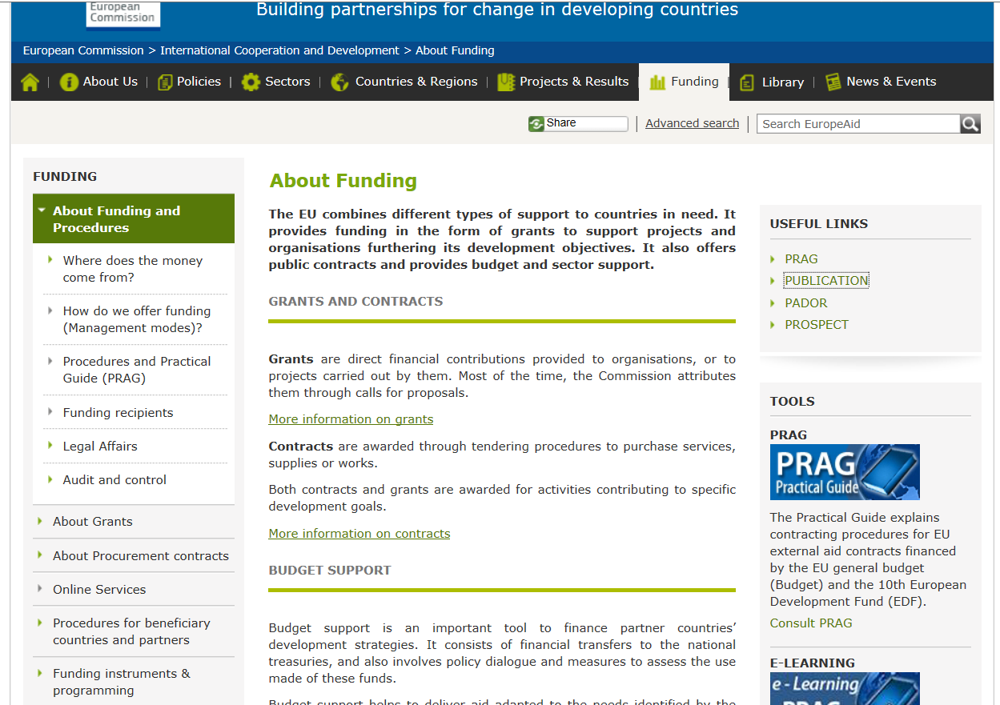 European
Commission
Building partnerships for change in developing countries
European Commission > International Cooperation and Development > About Funding
About Us | Policies | Sectors | Countries & Regions | Projects & Results | Funding | Library | News & Events
Share | Advanced search | Search EuropeAid
FUNDING
About Funding and
Procedures
Where does the money
come from?
How do we offer funding
(Management modes)?
Procedures and Practical
Guide (PRAG)
Funding recipients
Legal Affairs
Audit and control
About Grants
About Procurement contracts
Online Services
Procedures for beneficiary
countries and partners
Funding instruments &
programming
About Funding
The EU combines different types of support to countries in need. It
provides funding in the form of grants to support projects and
organisations furthering its development objectives. It also offers
public contracts and provides budget and sector support.
GRANTS AND CONTRACTS
Grants are direct financial contributions provided to organisations, or to
projects carried out by them. Most of the time, the Commission attributes
them through calls for proposals.
More information on grants
Contracts are awarded through tendering procedures to purchase services,
supplies or works.
Both contracts and grants are awarded for activities contributing to specific
development goals.
More information on contracts
BUDGET SUPPORT
Budget support is an important tool to finance partner countries’
development strategies. It consists of financial transfers to the national
treasuries, and also involves policy dialogue and measures to assess the use
made of these funds.
Budget support helps to deliver aid adapted to the needs identified by the
USEFUL LINKS
PRAG
PUBLICATION
PADOR
PROSPECT
TOOLS
PRAG
PRAG
Practical Guide
The Practical Guide explains
contracting procedures for EU
external aid contracts financed
by the EU general budget
(Budget) and the 10th European
Development Fund (EDF).
Consult PRAG
E-LEARNING
e - Learning
PRAG